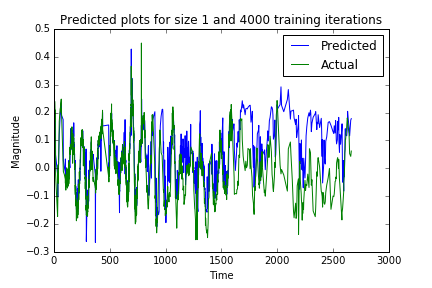 Predicted plots for size 1 and 4000 training iterations
0.5
0.4
0.3
0.2
0.1
0.0
−0.1
−0.2
−0.3
Magnitude
Predicted
Actual
0 500 1000 1500 2000 2500 3000
Time